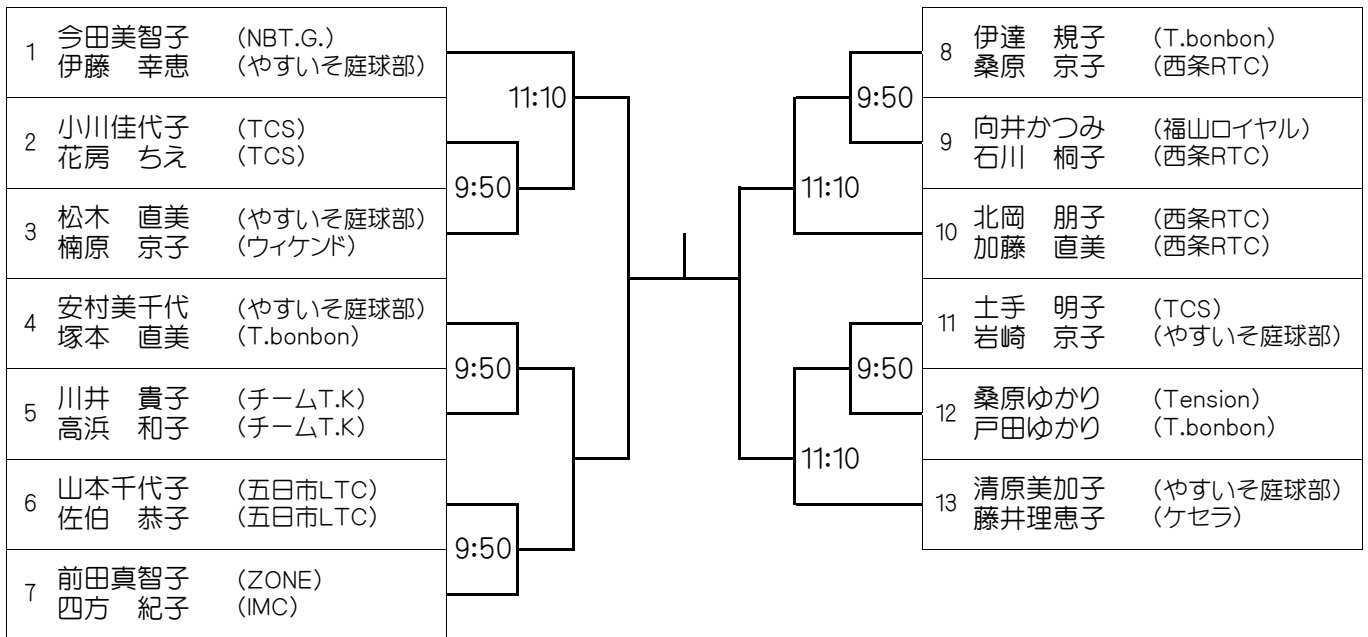 1 今田美智子 (NBT.G.)
伊藤　幸恵 (やすいそ庭球部)
2 小川佳代子 (TCS)
花房　ちえ (TCS)
3 松木　直美 (やすいそ庭球部)
楠原　京子 (ウィケンド)
4 安村美千代 (やすいそ庭球部)
塚本　直美 (T.bonbon)
5 川井　貴子 (チームT.K)
高浜　和子 (チームT.K)
6 山本千代子 (五日市LTC)
佐伯　恭子 (五日市LTC)
7 前田真智子 (ZONE)
四方　紀子 (IMC)
11:10
9:50
9:50
9:50
9:50
11:10
9:50
11:10
8 伊達　規子 (T.bonbon)
桑原　京子 (西条RTC)
9 向井かつみ (福山ロイヤル)
石川　桐子 (西条RTC)
10 北岡　朋子 (西条RTC)
加藤　直美 (西条RTC)
11 土手　明子 (TCS)
岩崎　京子 (やすいそ庭球部)
12 桑原ゆかり (Tension)
戸田ゆかり (T.bonbon)
13 清原美加子 (やすいそ庭球部)
藤井理恵子 (ケセラ)